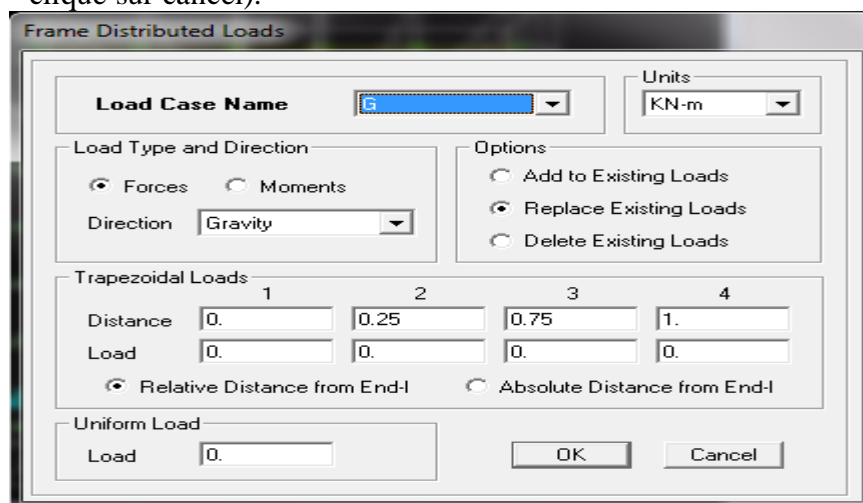 clique sur cancel).
Frame Distributed Loads
Units
Load Case Name G KN-m
Load Type and Direction Options
Forces Moments Add to Existing Loads
Direction Gravity Replace Existing Loads
Delete Existing Loads
Trapezoidal Loads
1 2 3 4
Distance 0. 0.25 0.75 1.
Load 0. 0. 0. 0.
Relative Distance from End-I Absolute Distance from End-I
Uniform Load
Load 0. OK Cancel